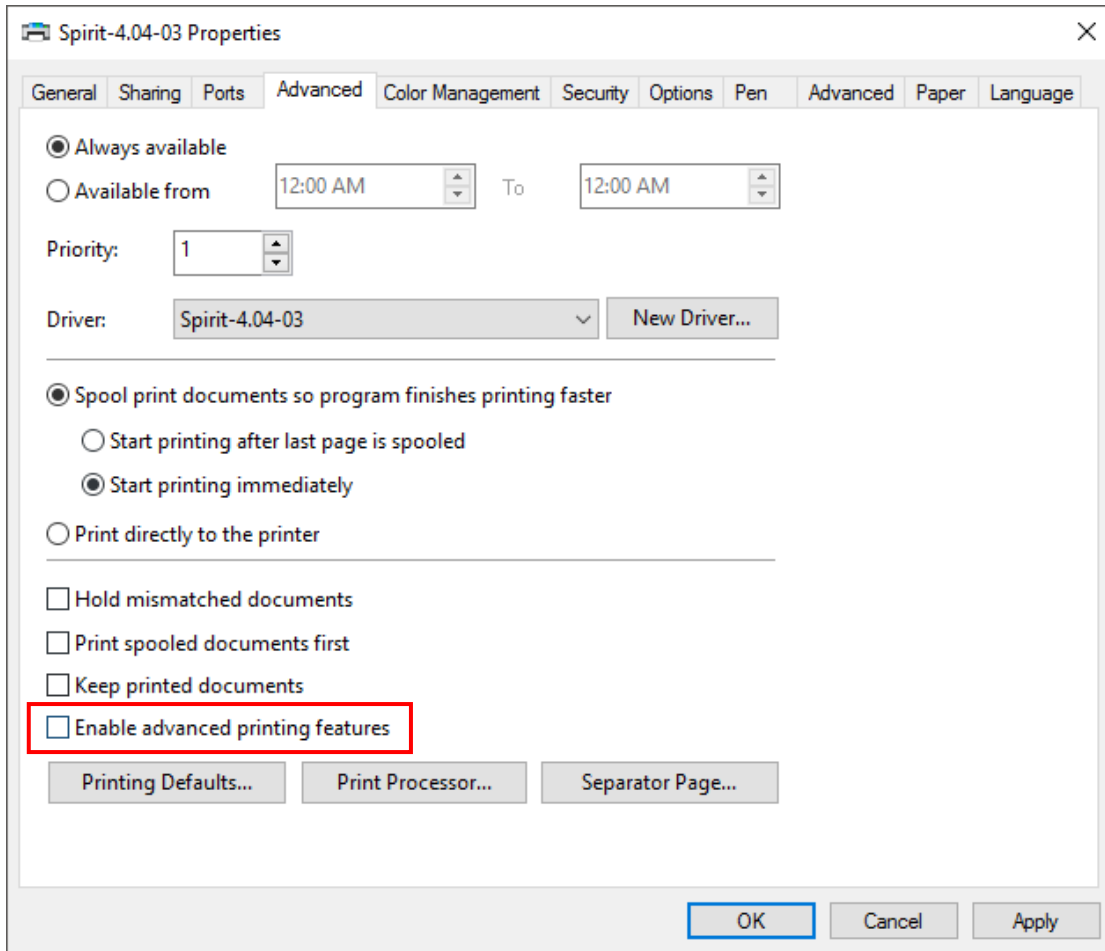 Spirit-4.04-03 Properties
General Sharing Ports Advanced Color Management Security Options Pen Advanced Paper Language
Always available
Available from 12:00 AM To 12:00 AM
Priority: 1
Driver: Spirit-4.04-03 New Driver...
Spool print documents so program finishes printing faster
Start printing after last page is spooled
Start printing immediately
Print directly to the printer
Hold mismatched documents
Print spooled documents first
Keep printed documents
Enable advanced printing features
Printing Defaults... Print Processor... Separator Page...
OK Cancel Apply